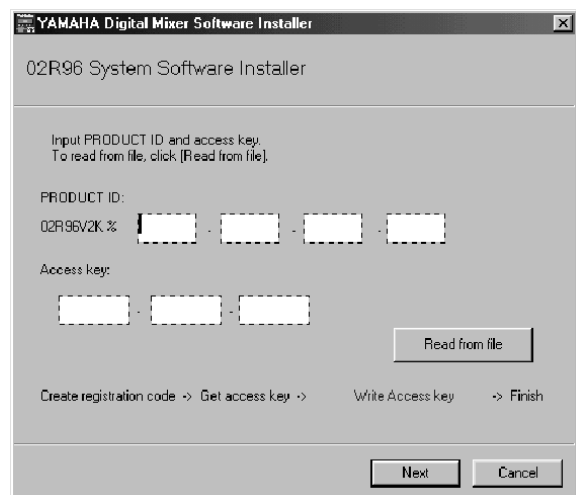 YAMAHA Digital Mixer Software Installer
02R96 System Software Installer
Input PRODUCT ID and access key.
To read from file, click [Read from file].
PRODUCT ID:
02R96V2K %
- - -
Access key:
- -
Read from file
Create registration code -> Get access key -> Write Access key -> Finish
Next Cancel